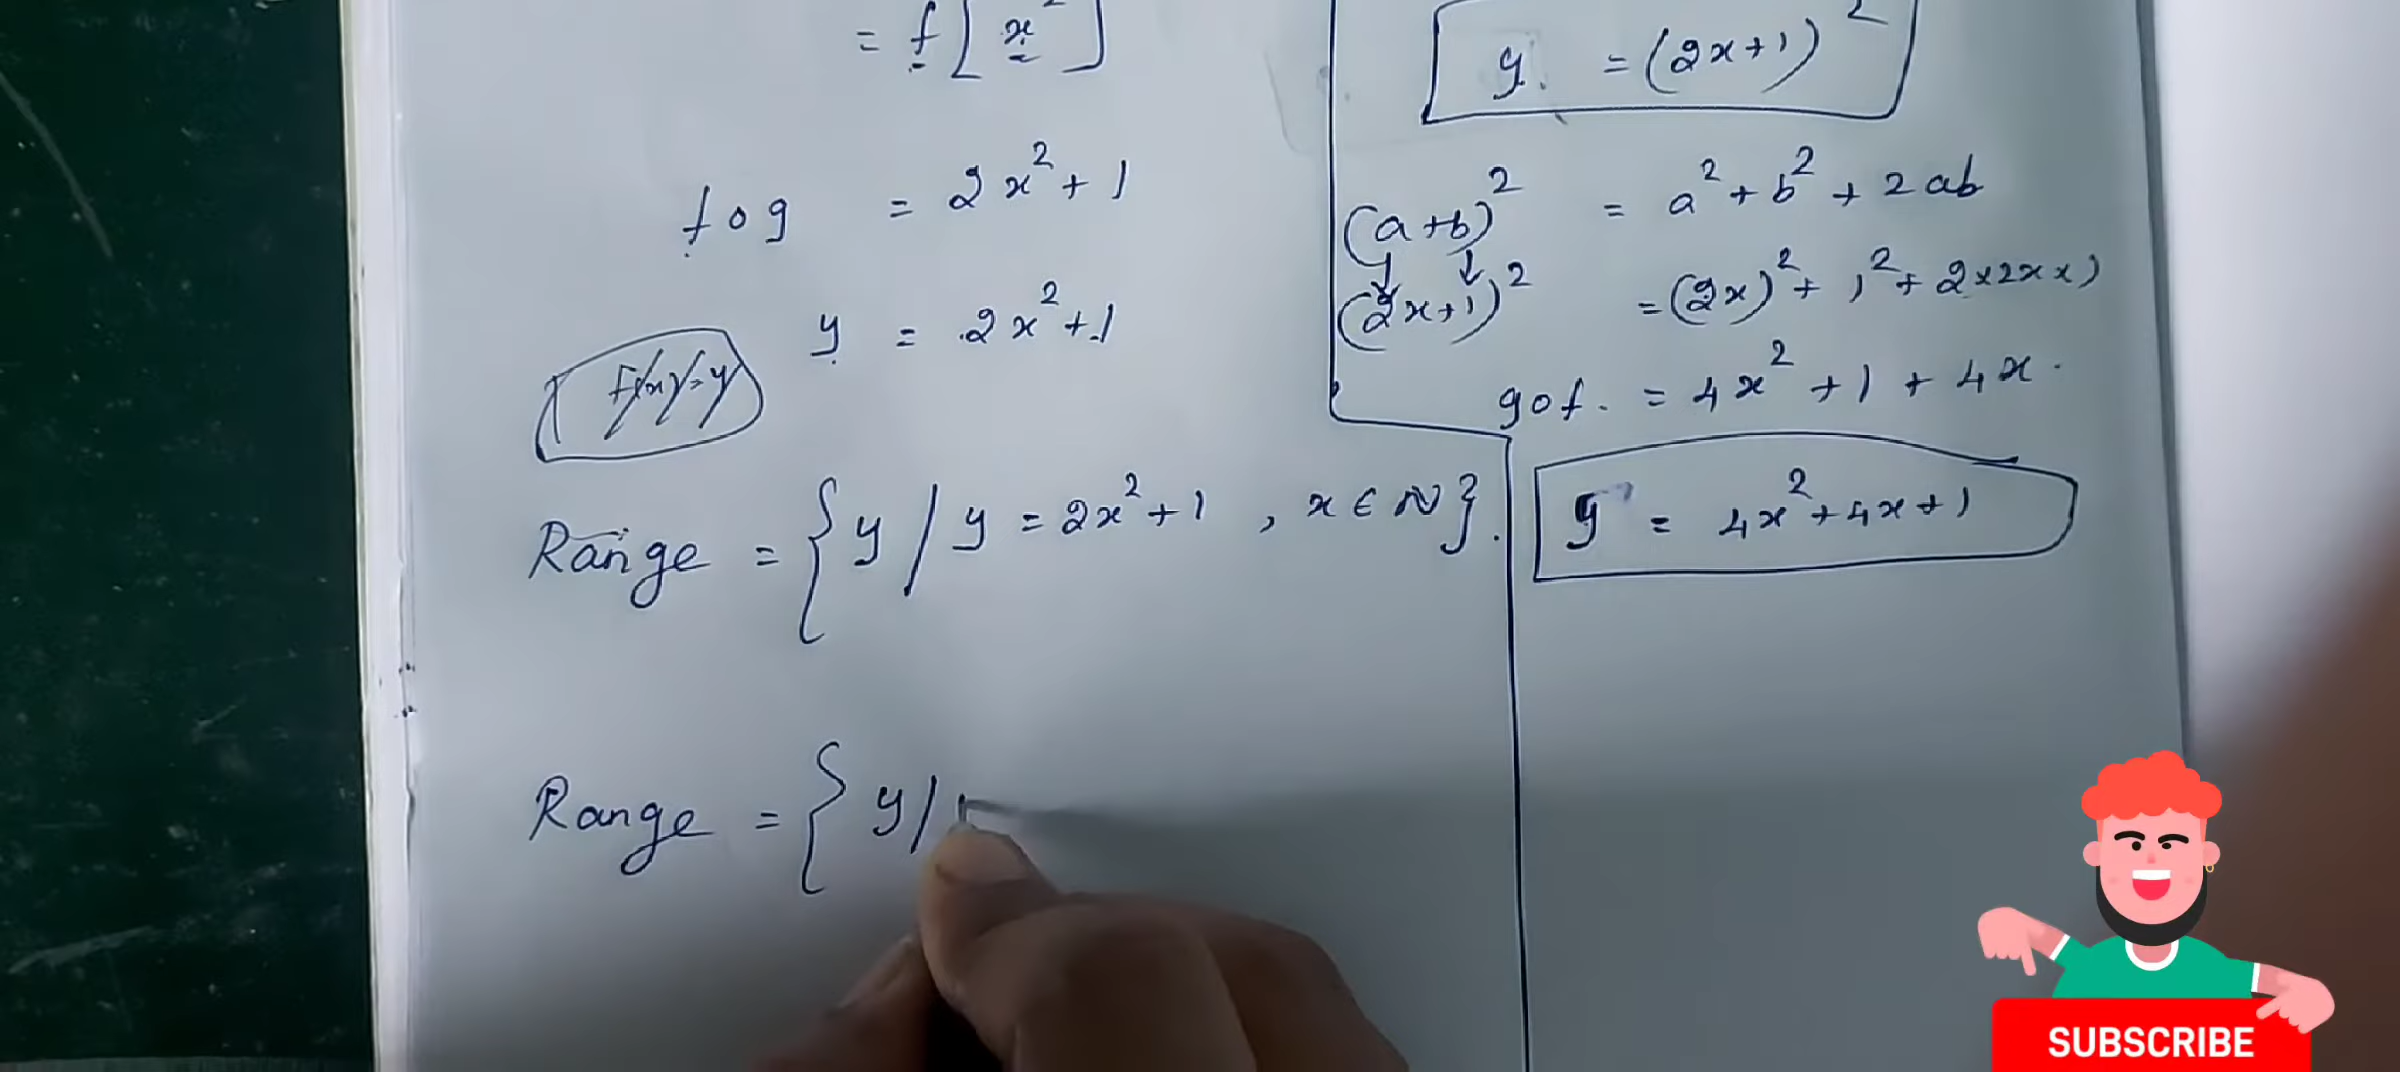 = f[x²]
fog = 2x²+1
y = 2x²+1
f(x)=y
Range = {y / y = 2x²+1 , x ∈ N}.
Range = { y /
y = (2x+1)²
(a+b)² = a²+b²+2ab
(2x+1)² = (2x)²+1²+2×2x×1
gof. = 4x²+1+4x.
y = 4x²+4x+1
SUBSCRIBE